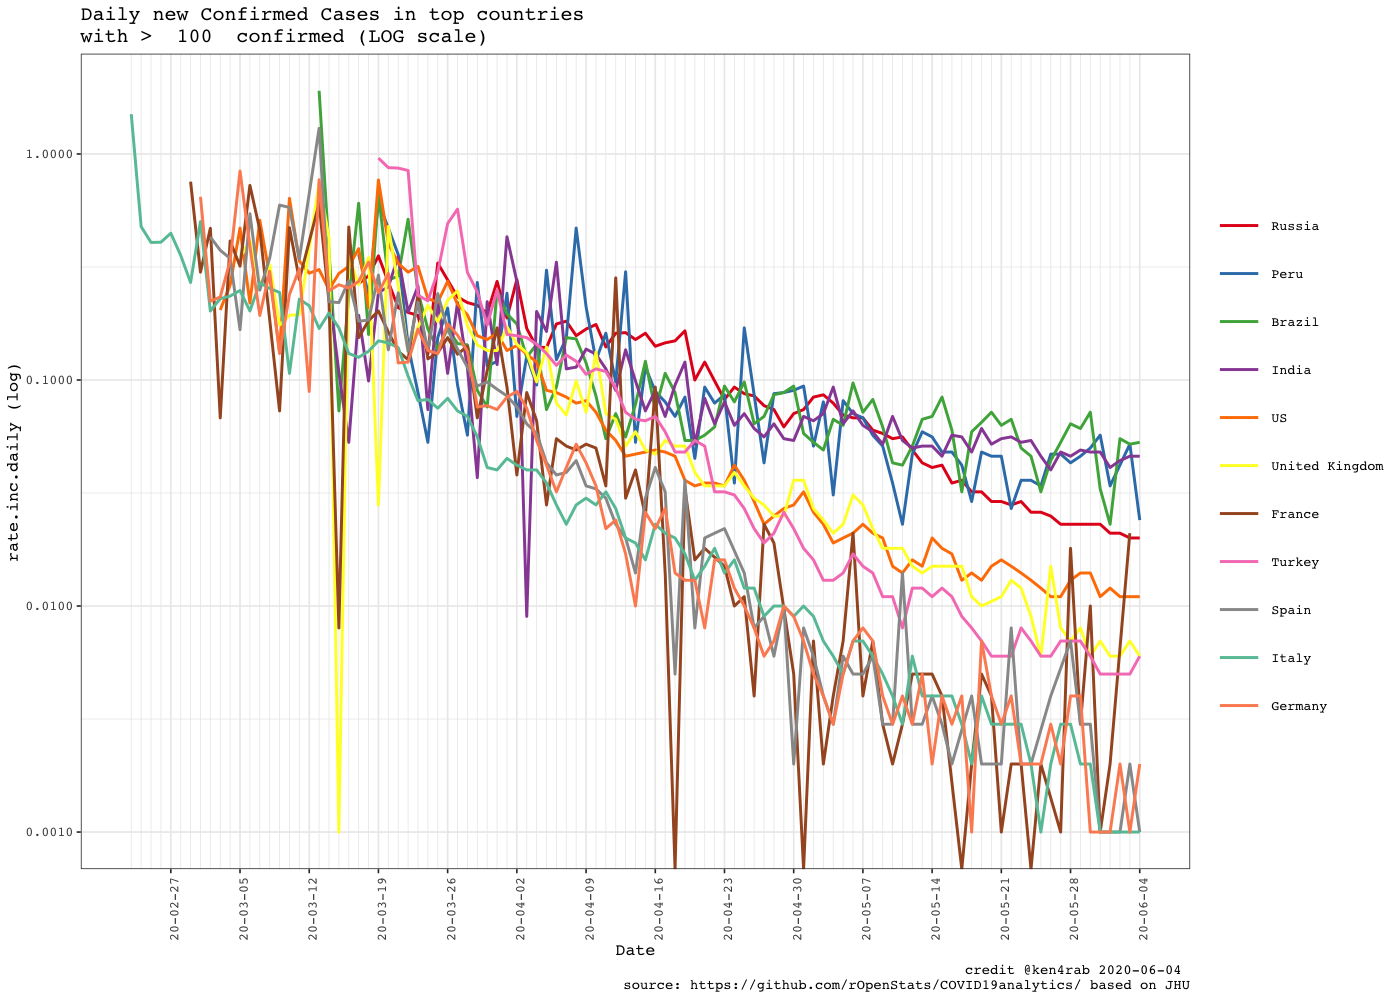 Daily new Confirmed Cases in top countries
with >  100  confirmed (LOG scale)
rate.inc.daily (log)
1.0000
0.1000
0.0100
0.0010
20-02-27
20-03-05
20-03-12
20-03-19
20-03-26
20-04-02
20-04-09
20-04-16
20-04-23
20-04-30
20-05-07
20-05-14
20-05-21
20-05-28
20-06-04
Date
Russia
Peru
Brazil
India
US
United Kingdom
France
Turkey
Spain
Italy
Germany
credit @ken4rab 2020-06-04
source: https://github.com/rOpenStats/COVID19analytics/ based on JHU